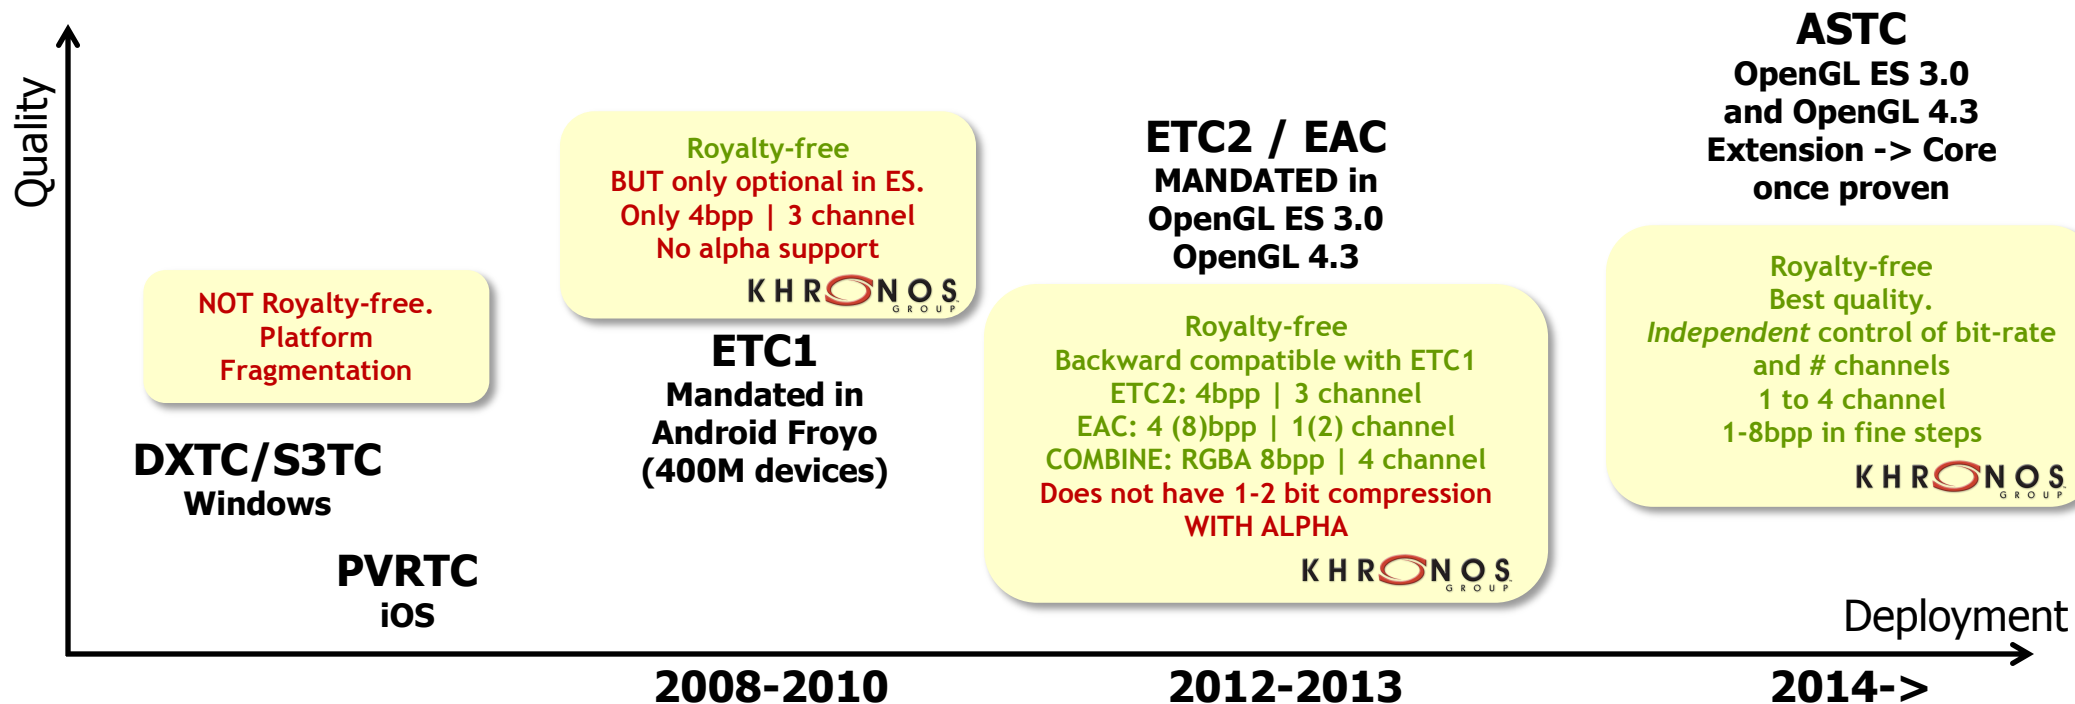 Quality
NOT Royalty-free.
Platform
Fragmentation
DXTC/S3TC
Windows
PVRTC
iOS
Royalty-free
BUT only optional in ES.
Only 4bpp | 3 channel
No alpha support
KHRONOS
GROUP
ETC1
Mandated in
Android Froyo
(400M devices)
ETC2 / EAC
MANDATED in
OpenGL ES 3.0
OpenGL 4.3
Royalty-free
Backward compatible with ETC1
ETC2: 4bpp | 3 channel
EAC: 4 (8)bpp | 1(2) channel
COMBINE: RGBA 8bpp | 4 channel
Does not have 1-2 bit compression
WITH ALPHA
KHRONOS
GROUP
ASTC
OpenGL ES 3.0
and OpenGL 4.3
Extension -> Core
once proven
Royalty-free
Best quality.
Independent control of bit-rate
and # channels
1 to 4 channel
1-8bpp in fine steps
KHRONOS
GROUP
Deployment
2008-2010
2012-2013
2014->